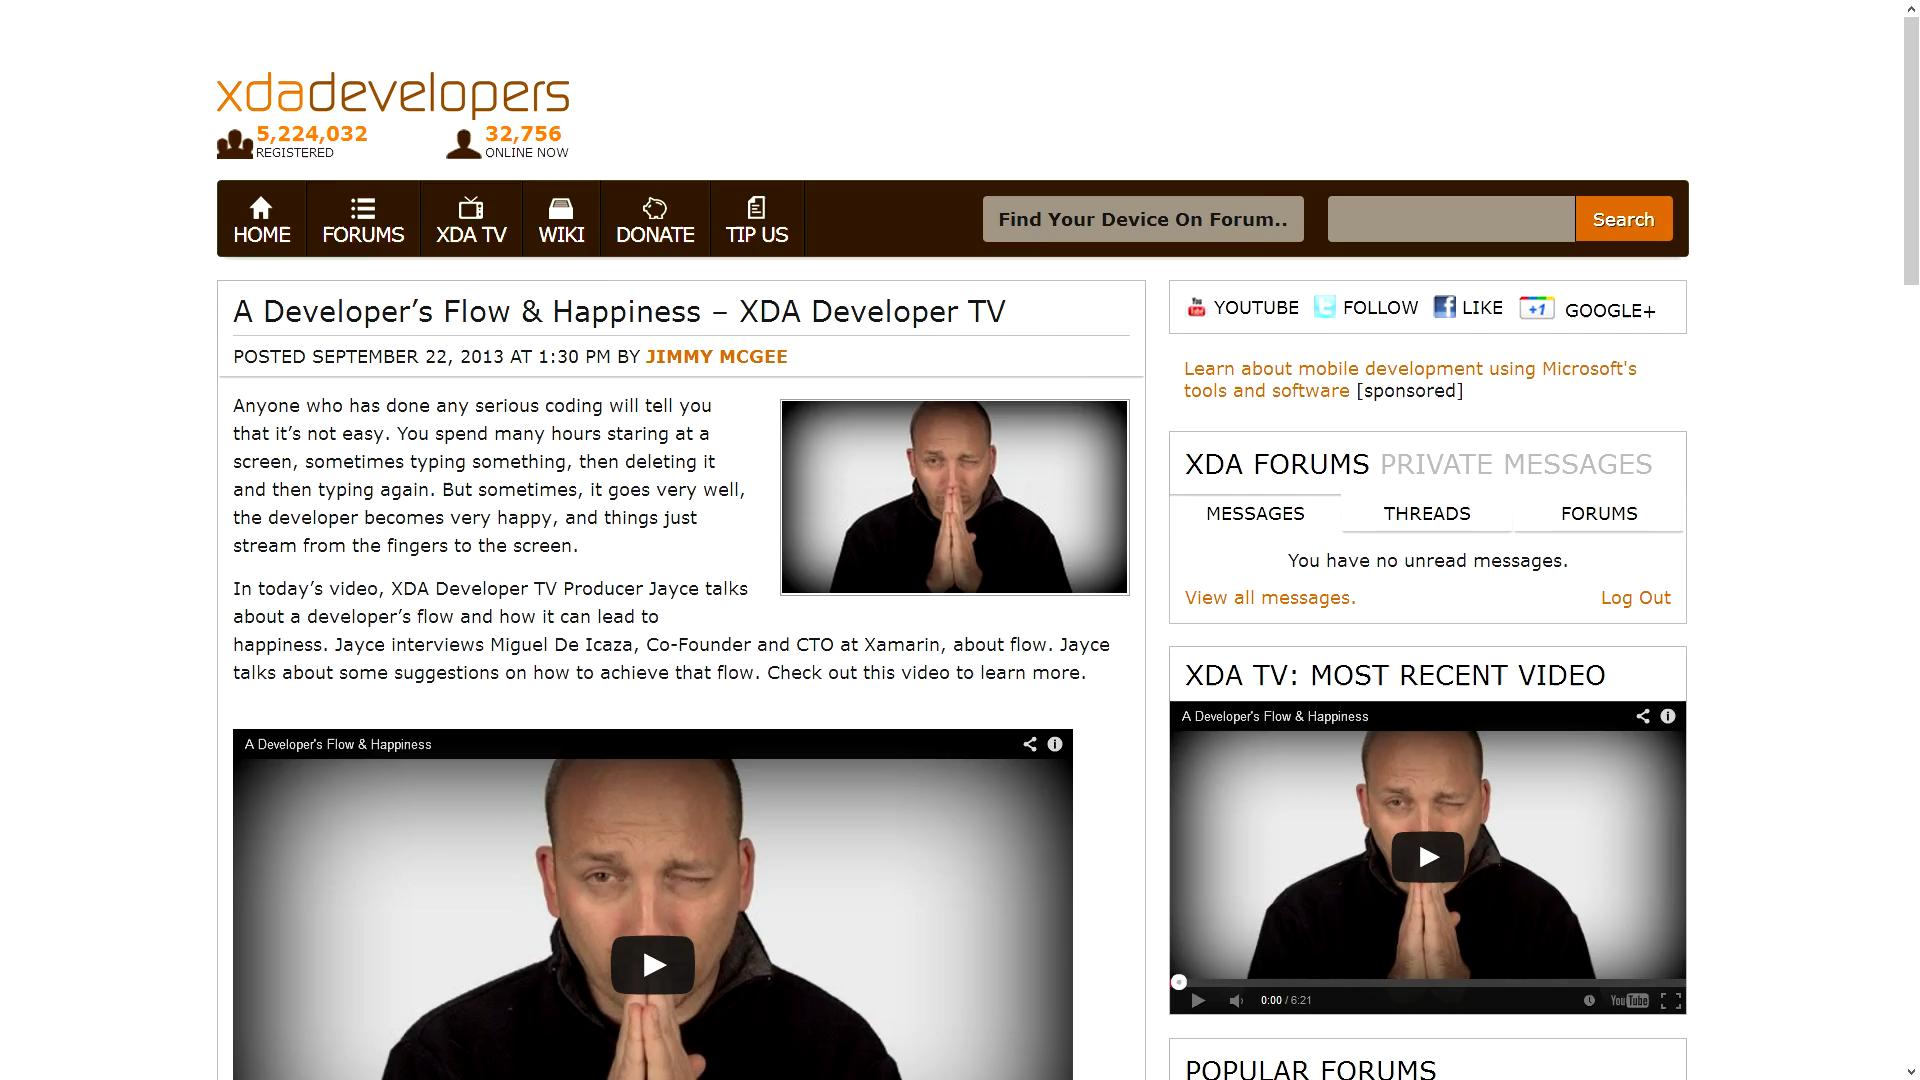 xdadevelopers
5,224,032
REGISTERED
32,756
ONLINE NOW
HOME
FORUMS
XDA TV
WIKI
DONATE
TIP US
Find Your Device On Forum..
Search
A Developer’s Flow & Happiness – XDA Developer TV
POSTED SEPTEMBER 22, 2013 AT 1:30 PM BY JIMMY MCGEE
Anyone who has done any serious coding will tell you
that it’s not easy. You spend many hours staring at a
screen, sometimes typing something, then deleting it
and then typing again. But sometimes, it goes very well,
the developer becomes very happy, and things just
stream from the fingers to the screen.
In today’s video, XDA Developer TV Producer Jayce talks
about a developer’s flow and how it can lead to
happiness. Jayce interviews Miguel De Icaza, Co-Founder and CTO at Xamarin, about flow. Jayce
talks about some suggestions on how to achieve that flow. Check out this video to learn more.
A Developer's Flow & Happiness
You Tube YOUTUBE
t FOLLOW
f LIKE
+1 GOOGLE+
Learn about mobile development using Microsoft's
tools and software [sponsored]
XDA FORUMS PRIVATE MESSAGES
MESSAGES
THREADS
FORUMS
You have no unread messages.
View all messages.
Log Out
XDA TV: MOST RECENT VIDEO
A Developer's Flow & Happiness
0:00 / 6:21
YouTube
POPULAR FORUMS